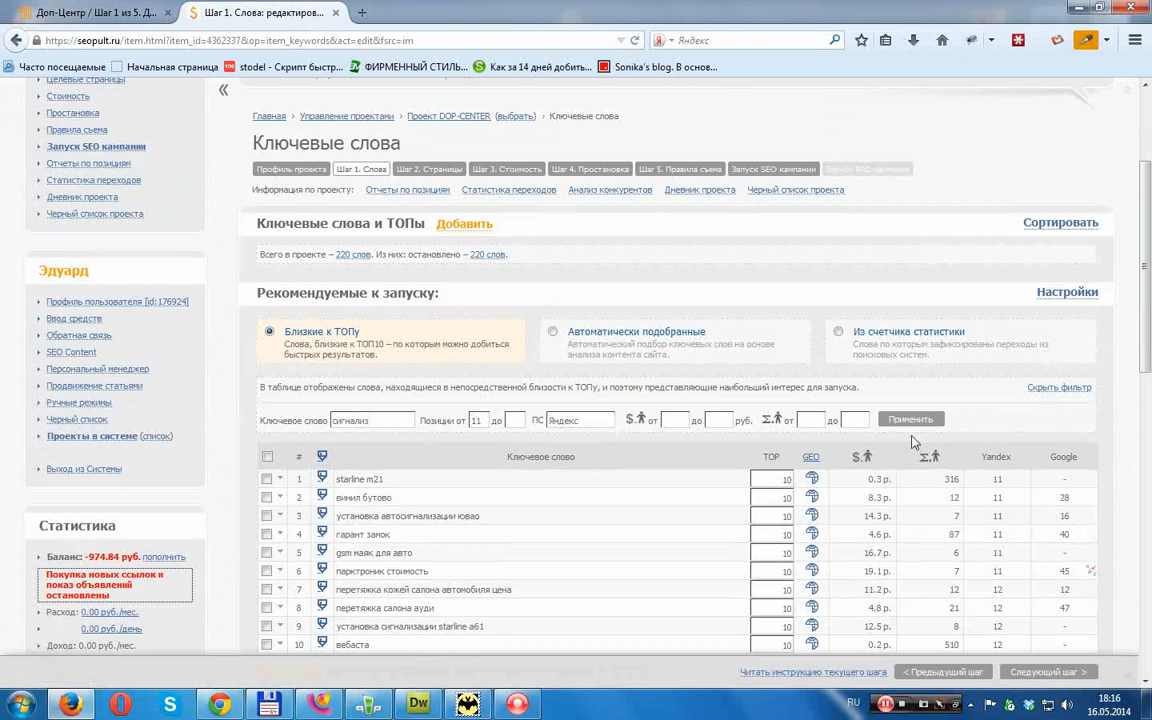 Доп-Центр / Шаг 1 из 5. Д...
Шаг 1. Слова: редактиров...
https://seopult.ru/item.html?item_id=4362337&op=item_keywords&act=edit&fsrc=im
Яндекс
Часто посещаемые
Начальная страница
stodel - Скрипт быстр...
ФИРМЕННЫЙ СТИЛЬ...
Как за 14 дней добить...
Sonika's blog. В основ...
Целевые страницы
Стоимость
Простановка
Правила съема
Запуск SEO кампании
Отчеты по позициям
Статистика переходов
Дневник проекта
Черный список проекта
Эдуард
Профиль пользователя [id:176924]
Ввод средств
Обратная связь
SEO Content
Персональный менеджер
Продвижение статьями
Ручные режимы
Черный список
Проекты в системе (список)
Выход из Системы
Статистика
Баланс: -974.84 руб. пополнить
Покупка новых ссылок и
показ объявлений
остановлены
Расход: 0.00 руб./мес.
0.00 руб./день
Доход: 0.00 руб./мес.
Главная › Управление проектами › Проект DOP-CENTER (выбрать) › Ключевые слова
Ключевые слова
Профиль проекта Шаг 1. Слова Шаг 2. Страницы Шаг 3. Стоимость Шаг 4. Простановка Шаг 5. Правила съема Запуск SEO кампании
Информация по проекту: Отчеты по позициям Статистика переходов Анализ конкурентов Дневник проекта Черный список проекта
Ключевые слова и ТОПы Добавить Сортировать
Всего в проекте – 220 слов. Из них: остановлено – 220 слов.
Рекомендуемые к запуску: Настройки
Близкие к ТОПу
Слова, близкие к ТОП10 – по которым можно добиться
быстрых результатов.
Автоматически подобранные
Автоматический подбор ключевых слов на основе
анализа контента сайта.
Из счетчика статистики
Слова по которым зафиксированы переходы из
поисковых систем.
В таблице отображены слова, находящиеся в непосредственной близости к ТОПу, и поэтому представляющие наибольший интерес для запуска. Скрыть фильтр
Ключевое слово сигнализ Позиции от 11 до ПС Яндекс $. от до руб. Σ. от до Применить
# Ключевое слово TOP GEO $. Σ. Yandex Google
1 starline m21 10 0.3 р. 316 11 -
2 винил бутово 10 8.3 р. 12 11 28
3 установка автосигнализации ювао 10 14.3 р. 7 11 16
4 гарант замок 10 4.6 р. 87 11 40
5 gsm маяк для авто 10 16.7 р. 6 11 -
6 парктроник стоимость 10 19.1 р. 7 11 45
7 перетяжка кожей салона автомобиля цена 10 11.2 р. 12 12 12
8 перетяжка салона ауди 10 4.8 р. 21 12 47
9 установка сигнализации starline a61 10 12.5 р. 8 12 -
10 вебаста 10 0.2 р. 510 12 -
Читать инструкцию текущего шага < Предыдущий шаг Следующий шаг >
Dw
RU
18:16
16.05.2014